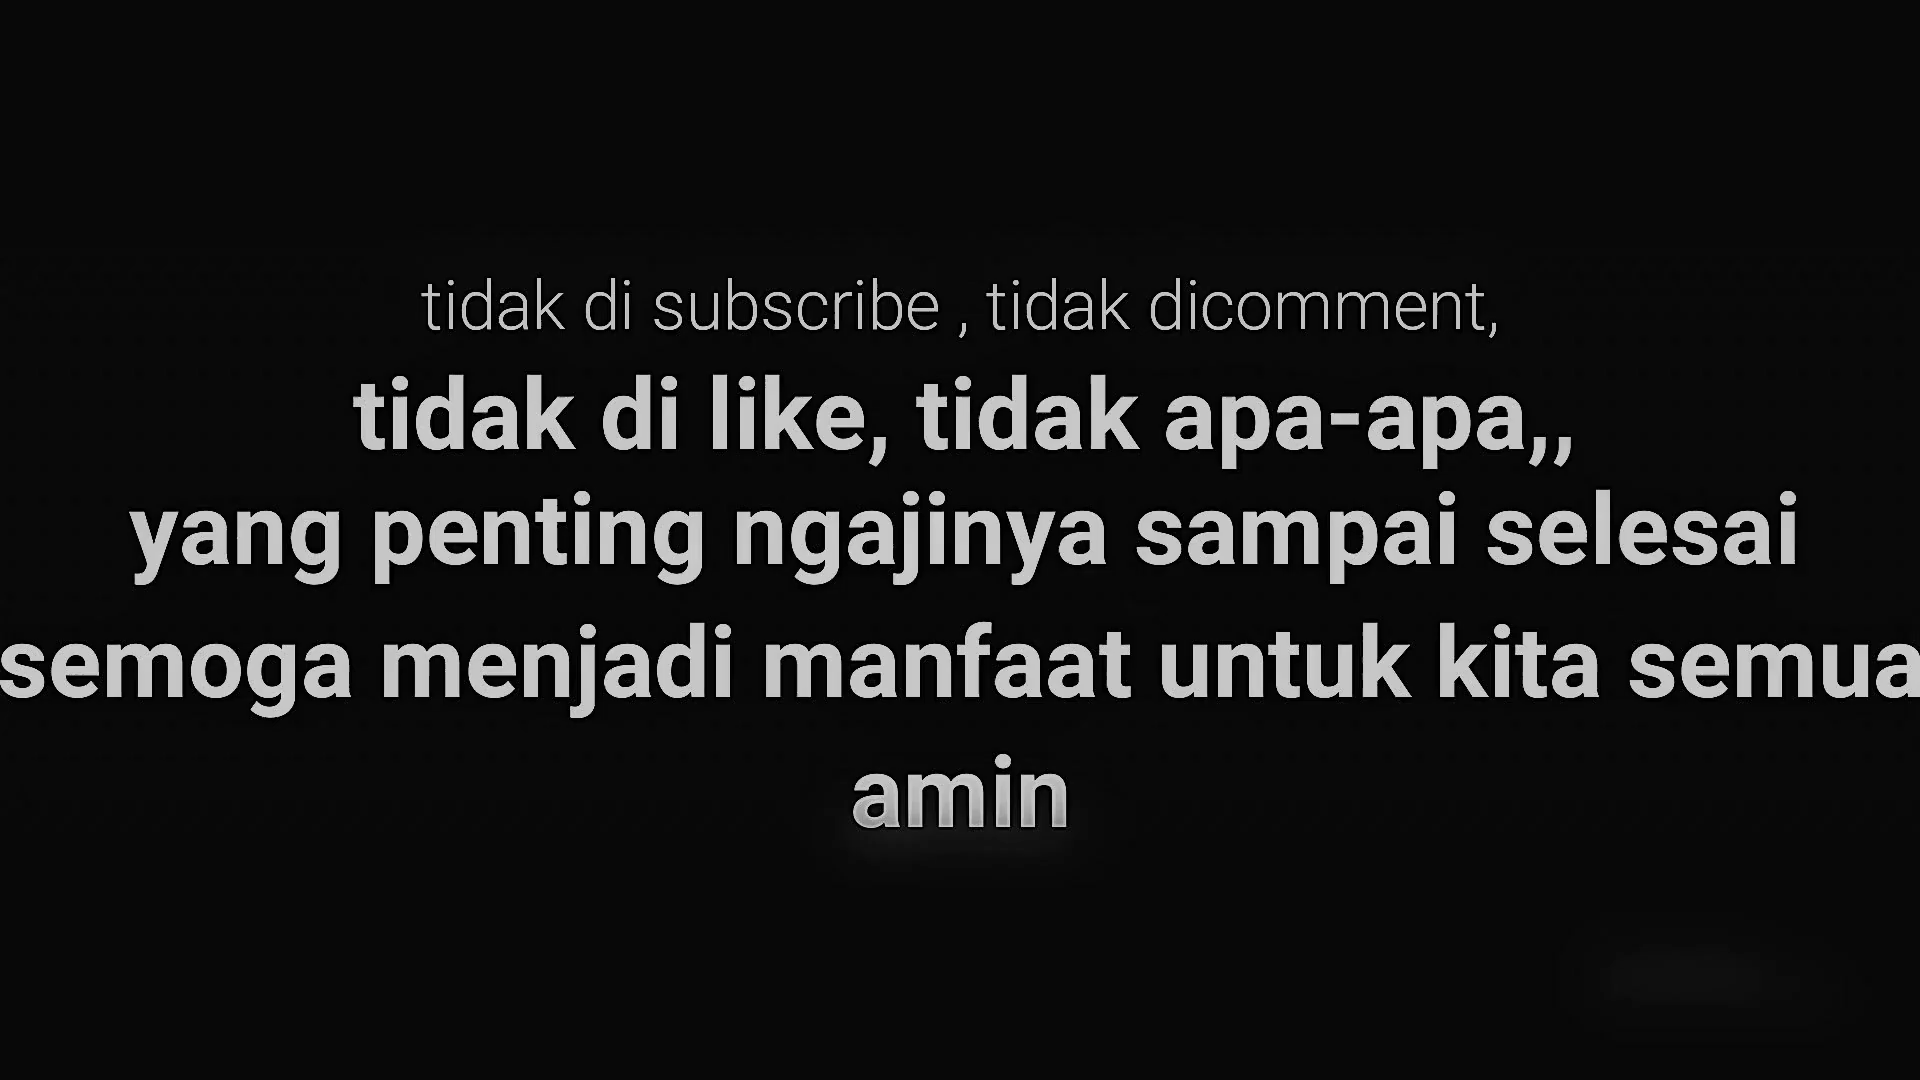 tidak di subscribe , tidak dicomment,
tidak di like, tidak apa-apa,,
yang penting ngajinya sampai selesai
semoga menjadi manfaat untuk kita semua
amin